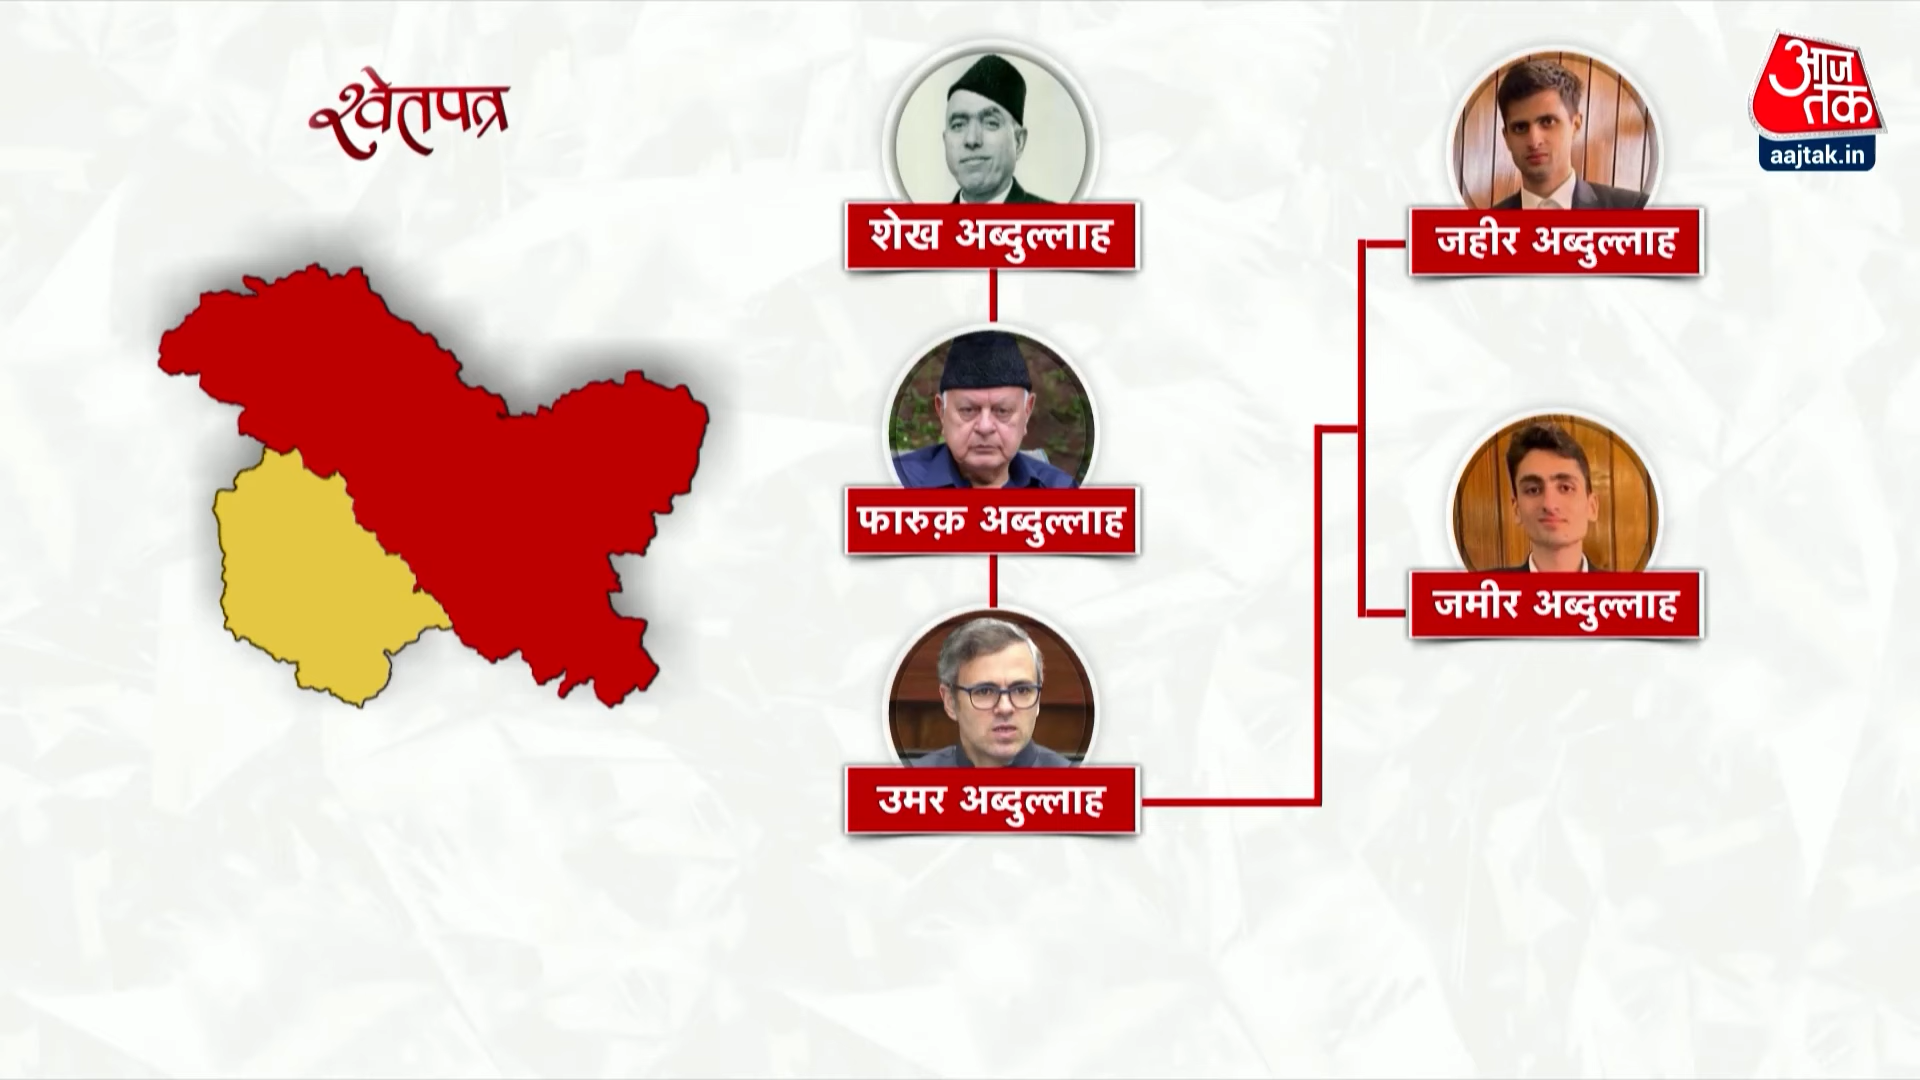 श्वेतपत्र
आज
तक
aajtak.in
शेख अब्दुल्लाह
फारुक़ अब्दुल्लाह
उमर अब्दुल्लाह
जहीर अब्दुल्लाह
जमीर अब्दुल्लाह